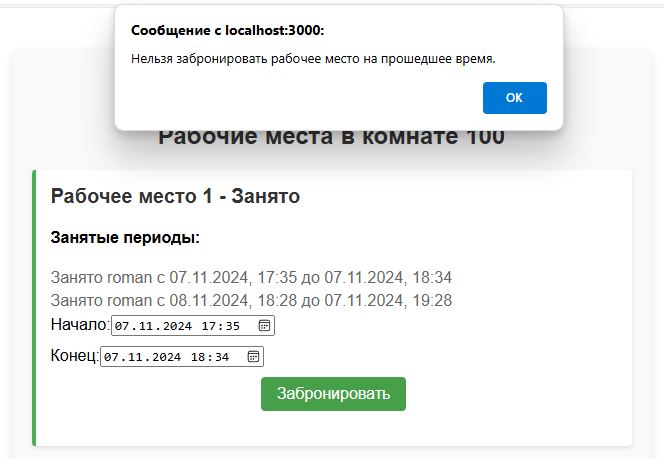 Сообщение с localhost:3000:
Нельзя забронировать рабочее место на прошедшее время.
ОК
Рабочие места в комнате 100
Рабочее место 1 - Занято
Занятые периоды:
Занято roman с 07.11.2024, 17:35 до 07.11.2024, 18:34
Занято roman с 08.11.2024, 18:28 до 07.11.2024, 19:28
Начало: 07.11.2024 17:35
Конец: 07.11.2024 18:34
Забронировать